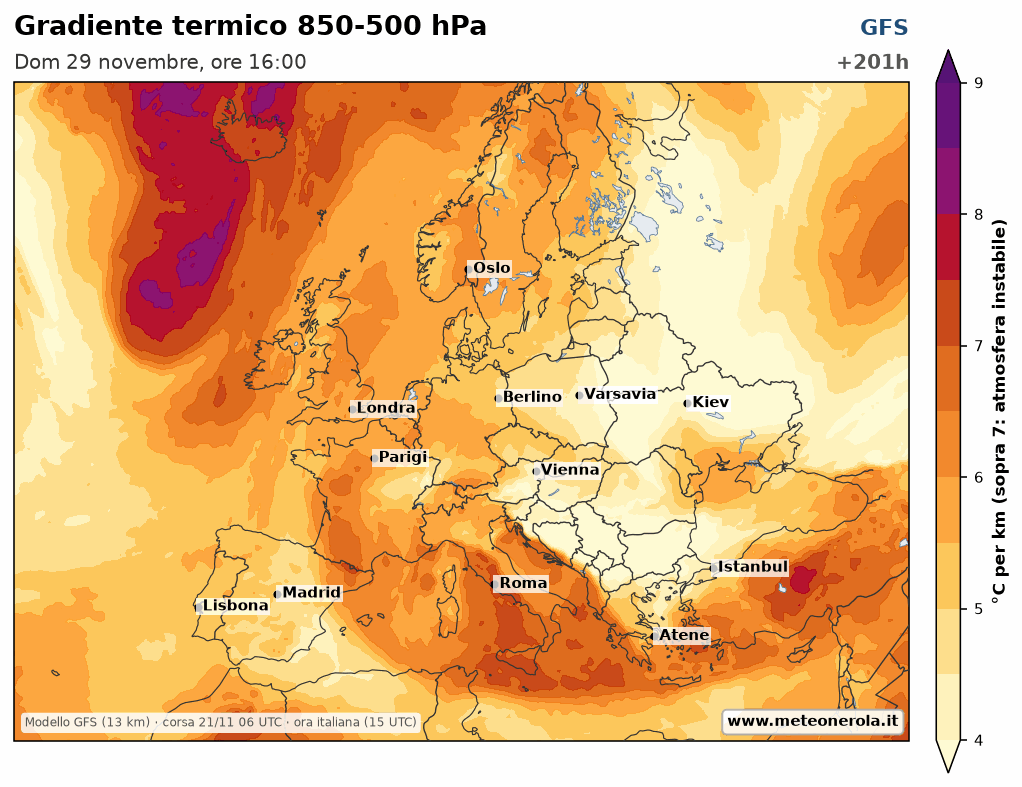 Gradiente termico 850-500 hPa
GFS
Dom 29 novembre, ore 16:00
+201h
Oslo
Londra
Berlino
Varsavia
Kiev
Parigi
Vienna
Istanbul
Roma
Madrid
Lisbona
Atene
Modello GFS (13 km) · corsa 21/11 06 UTC · ora italiana (15 UTC)
www.meteonerola.it
9
8
7
6
5
4
°C per km (sopra 7: atmosfera instabile)